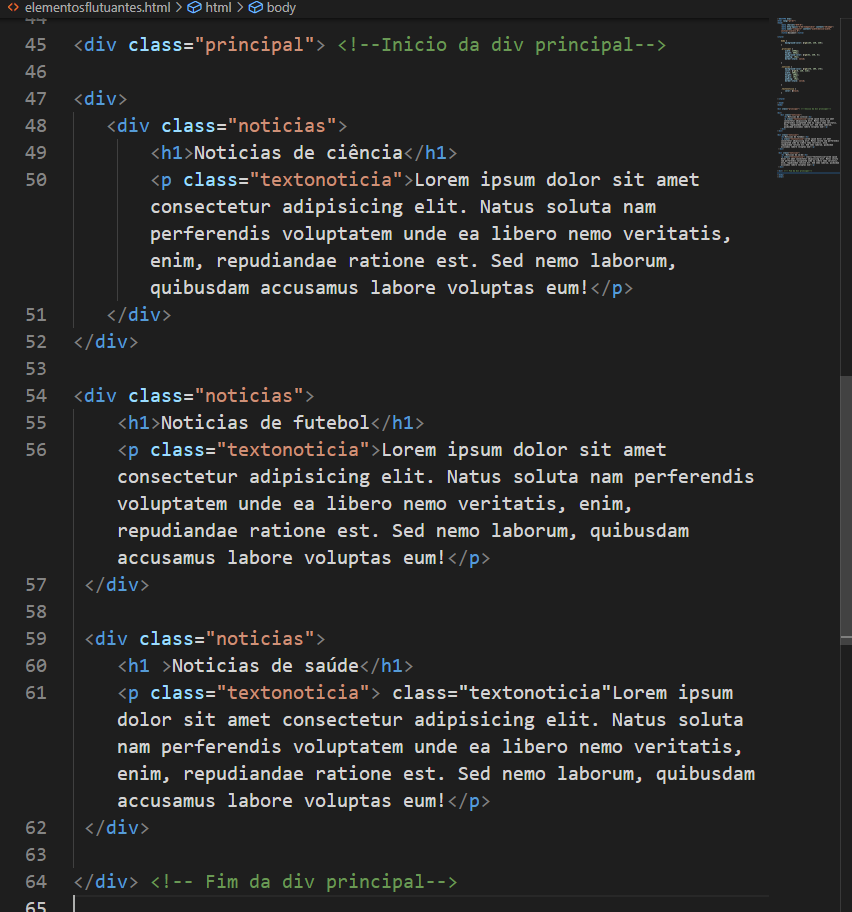 elementosflutuantes.html > html > body
44
45 <div class="principal"> <!--Inicio da div principal-->
46
47 <div>
48 <div class="noticias">
49 <h1>Noticias de ciência</h1>
50 <p class="textonoticia">Lorem ipsum dolor sit amet
consectetur adipisicing elit. Natus soluta nam
perferendis voluptatem unde ea libero nemo veritatis,
enim, repudiandae ratione est. Sed nemo laborum,
quibusdam accusamus labore voluptas eum!</p>
51 </div>
52 </div>
53
54 <div class="noticias">
55 <h1>Noticias de futebol</h1>
56 <p class="textonoticia">Lorem ipsum dolor sit amet
consectetur adipisicing elit. Natus soluta nam perferendis
voluptatem unde ea libero nemo veritatis, enim,
repudiandae ratione est. Sed nemo laborum, quibusdam
accusamus labore voluptas eum!</p>
57 </div>
58
59 <div class="noticias">
60 <h1 >Noticias de saúde</h1>
61 <p class="textonoticia"> class="textonoticia"Lorem ipsum
dolor sit amet consectetur adipisicing elit. Natus soluta
nam perferendis voluptatem unde ea libero nemo veritatis,
enim, repudiandae ratione est. Sed nemo laborum, quibusdam
accusamus labore voluptas eum!</p>
62 </div>
63
64 </div> <!-- Fim da div principal-->
65